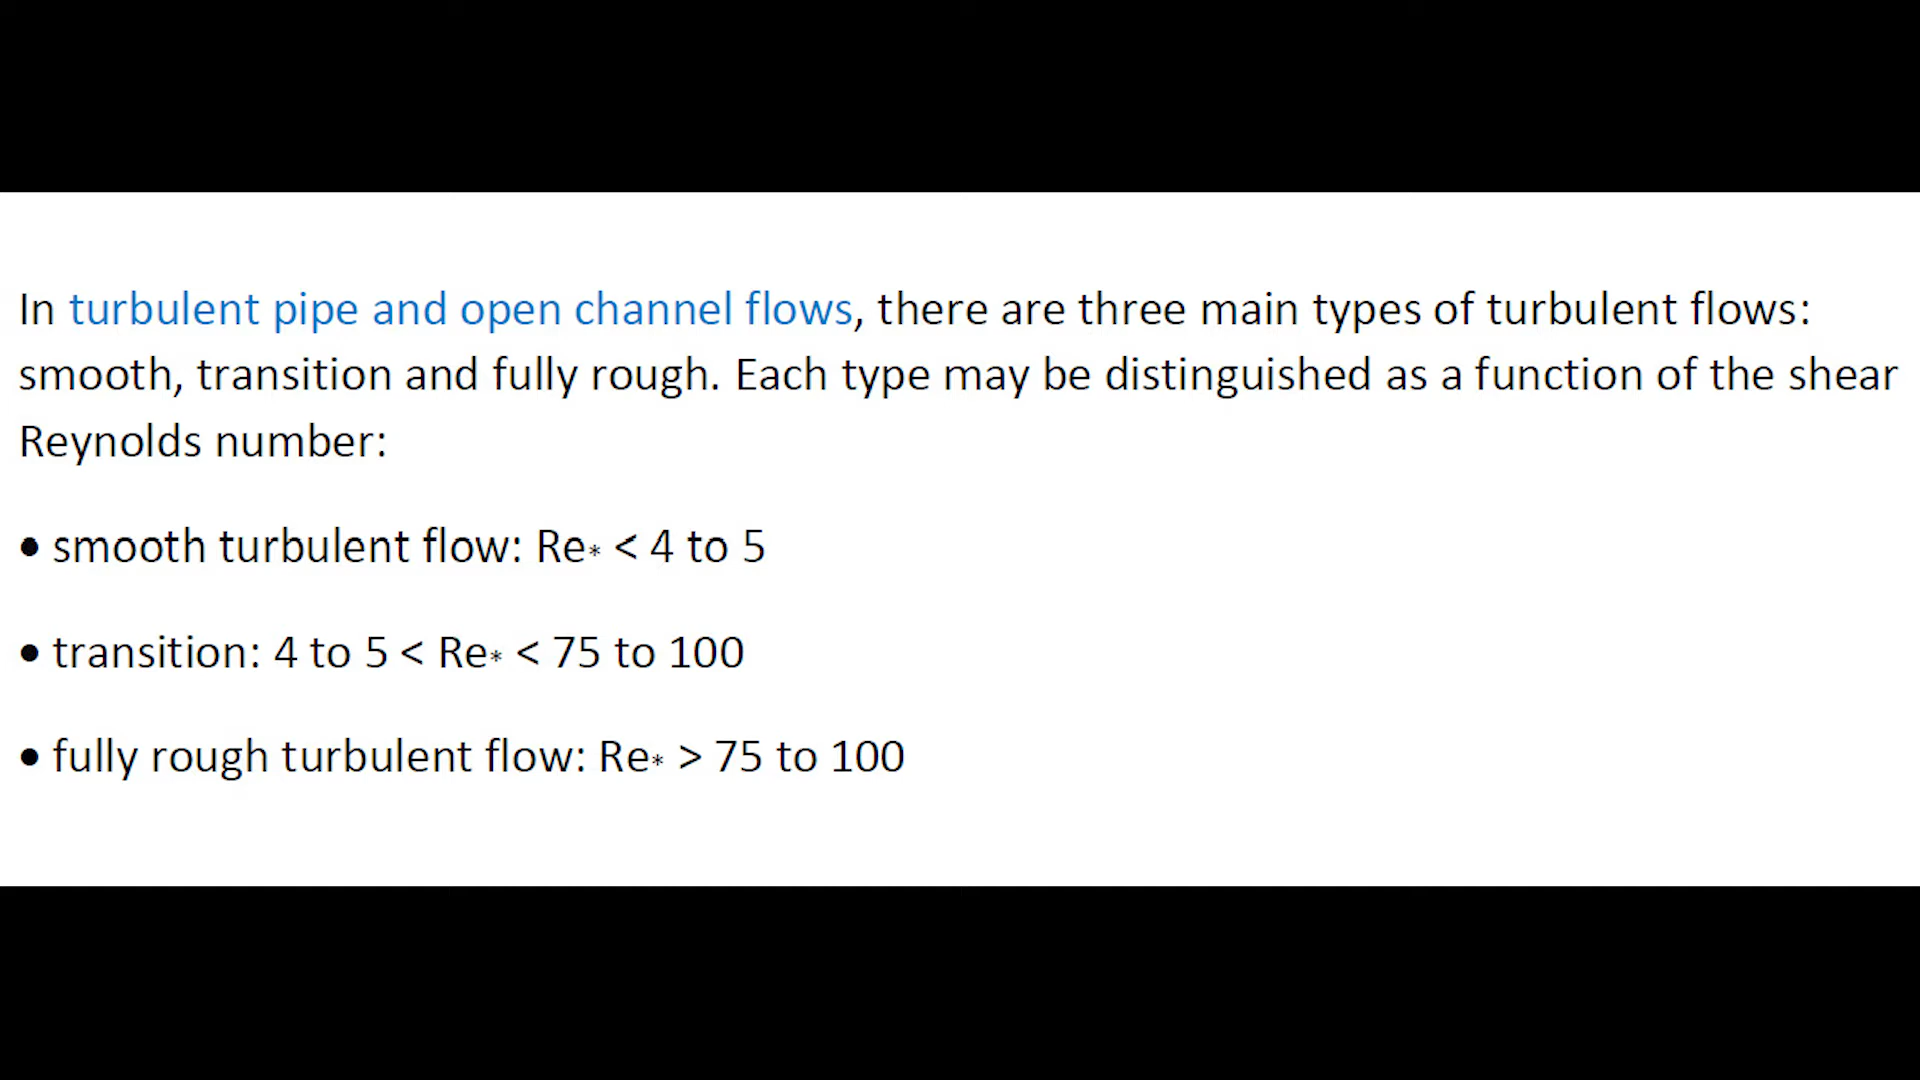 In turbulent pipe and open channel flows, there are three main types of turbulent flows:
smooth, transition and fully rough. Each type may be distinguished as a function of the shear
Reynolds number:
• smooth turbulent flow: Re* < 4 to 5
• transition: 4 to 5 < Re* < 75 to 100
• fully rough turbulent flow: Re* > 75 to 100